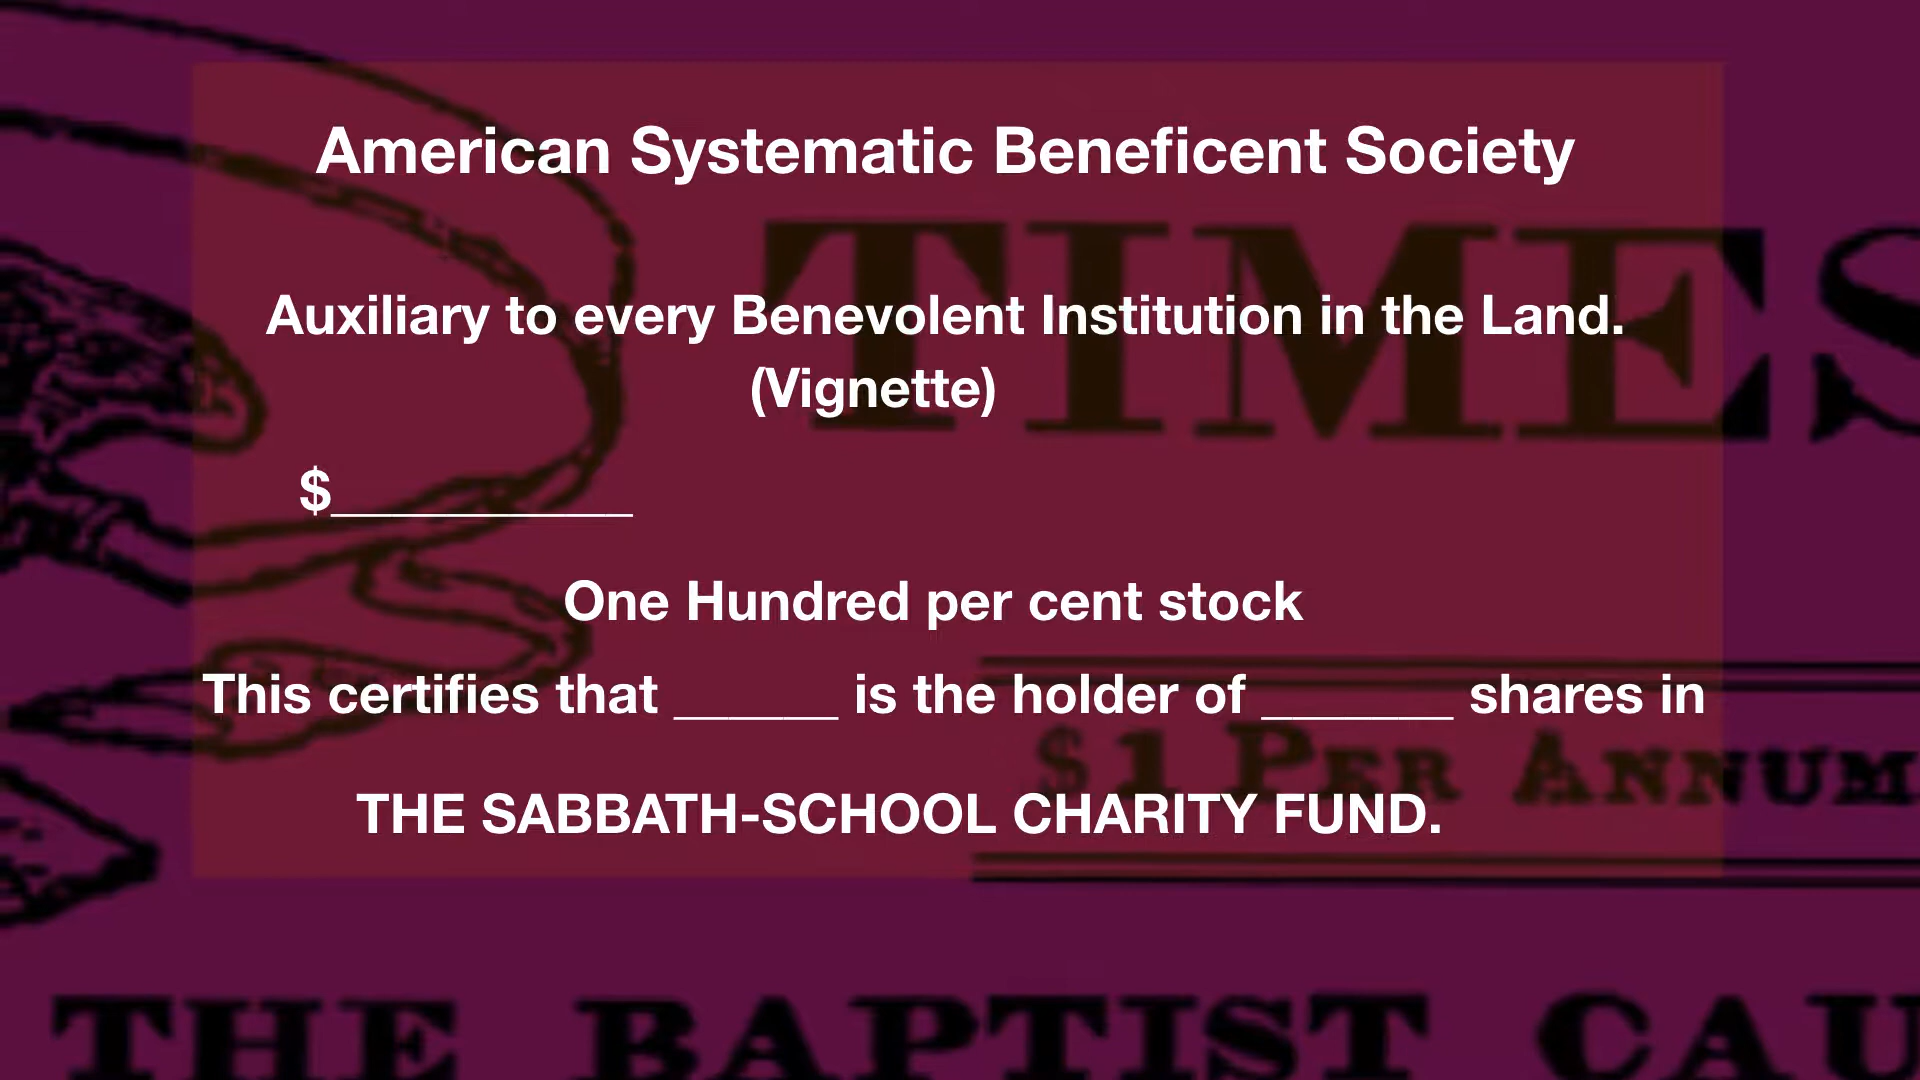 American Systematic Beneficent Society
TIMES
Auxiliary to every Benevolent Institution in the Land.
(Vignette)
$___________
One Hundred per cent stock
This certifies that ______ is the holder of _______ shares in
$1 PER ANNUM
THE SABBATH-SCHOOL CHARITY FUND.
THE BAPTIST CAU